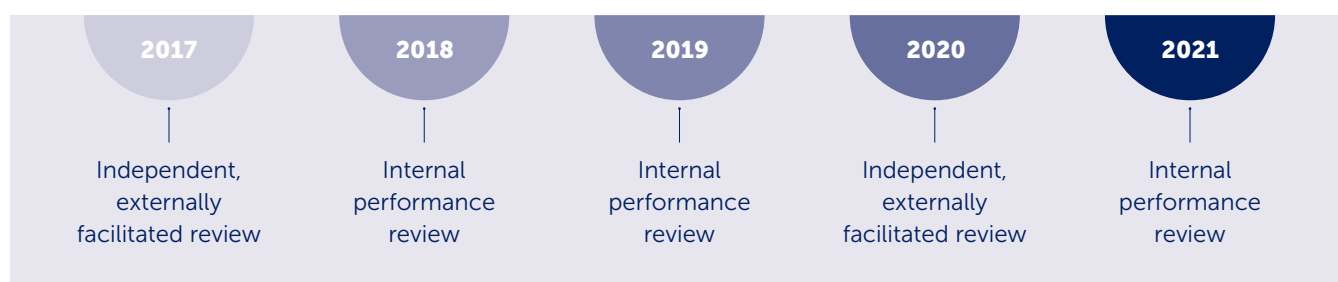 2017
Independent,
externally
facilitated review
2018
Internal
performance
review
2019
Internal
performance
review
2020
Independent,
externally
facilitated review
2021
Internal
performance
review